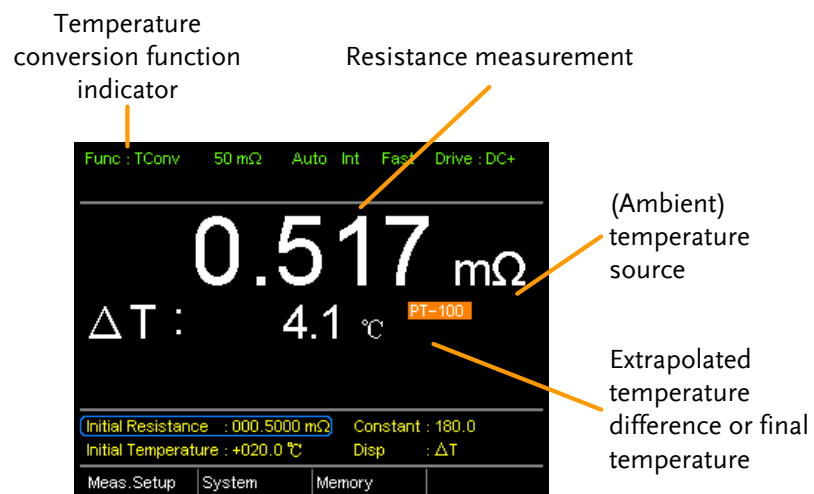 Temperature
conversion function
indicator
Resistance measurement
Func : TConv 50 mΩ Auto Int Fast Drive : DC+
0.517 mΩ
(Ambient)
temperature
source
ΔT : 4.1 ℃ PT-100
Extrapolated
temperature
difference or final
temperature
Initial Resistance : 000.5000 mΩ Constant : 180.0
Initial Temperature : +020.0 ℃ Disp : ΔT
Meas.Setup System Memory